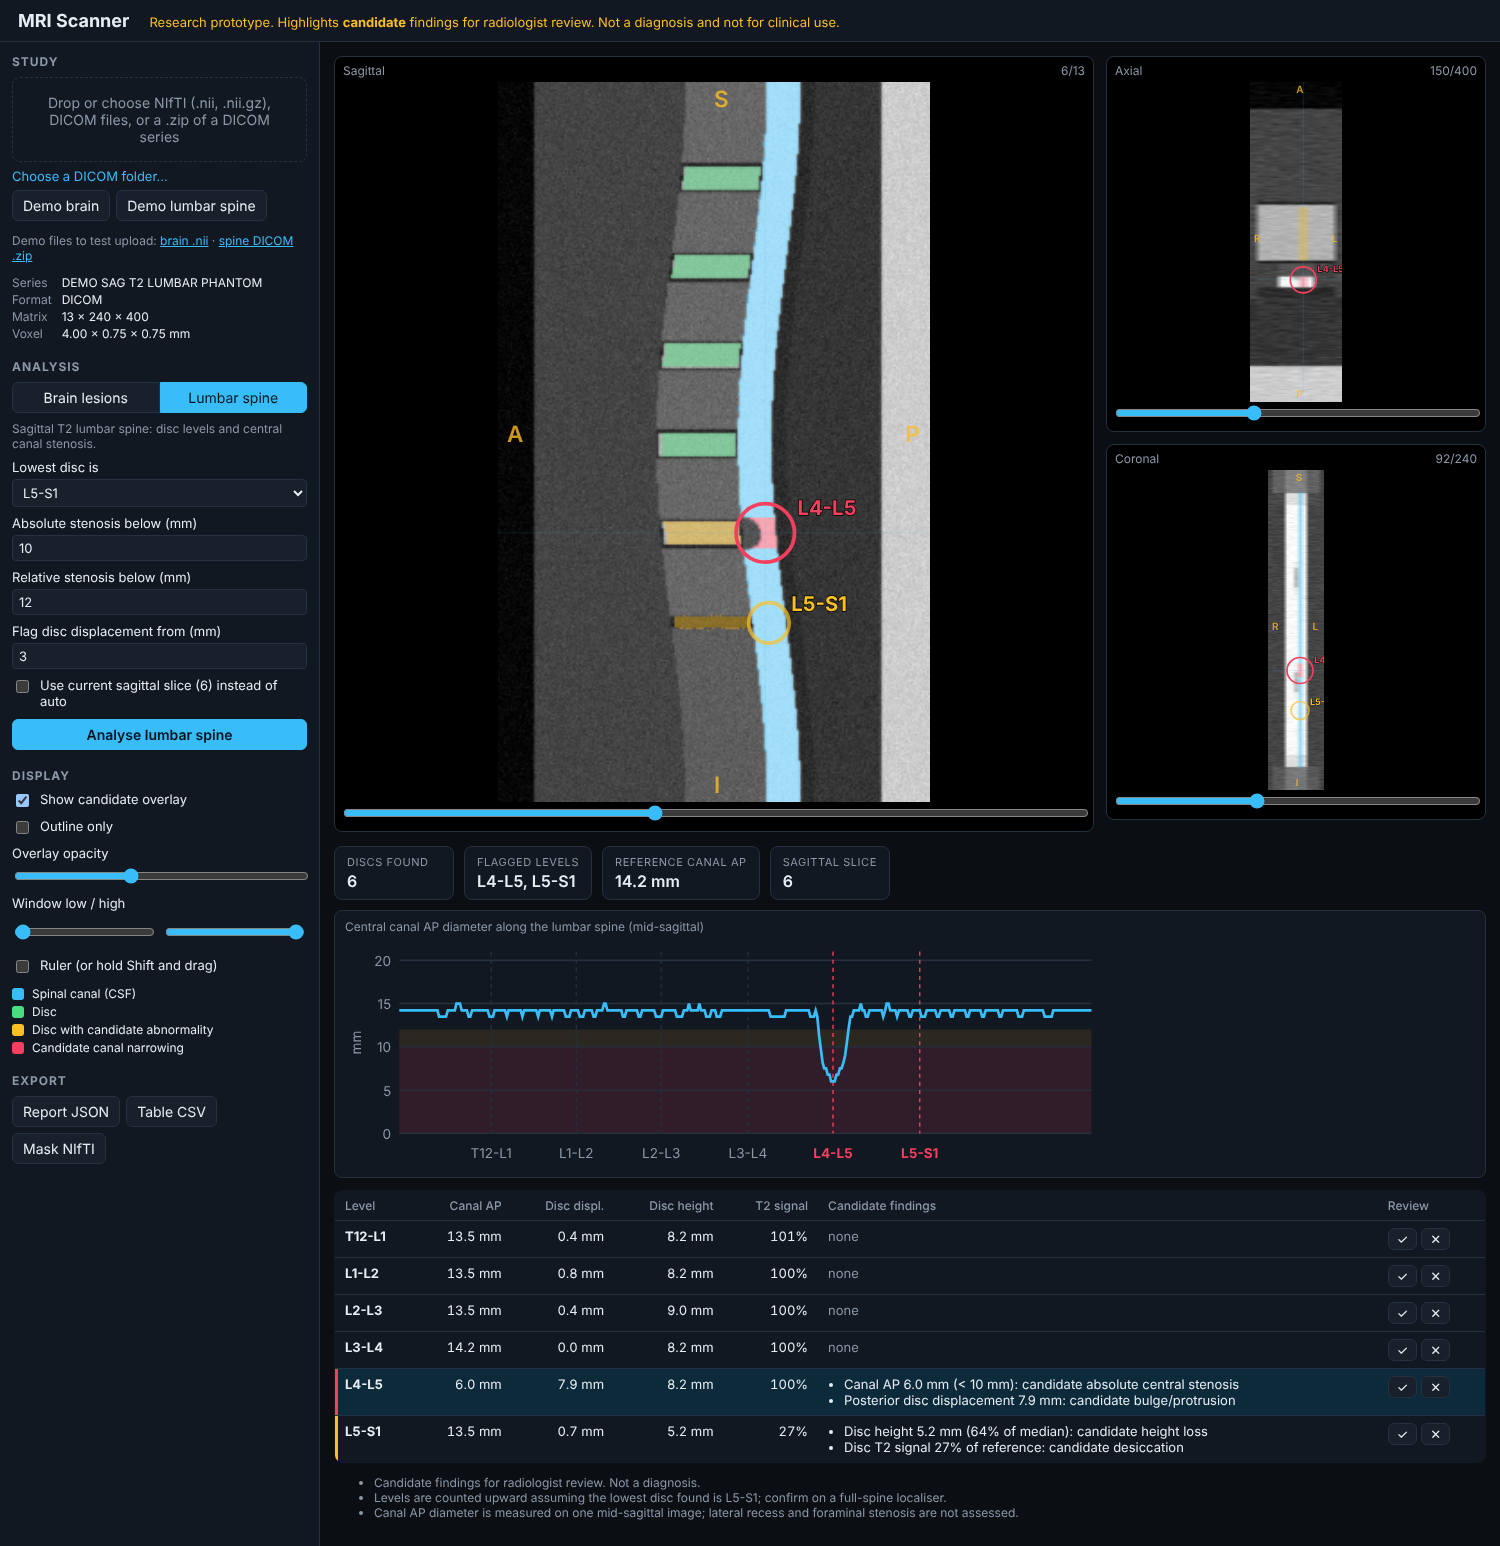 MRI Scanner
Research prototype. Highlights candidate findings for radiologist review. Not a diagnosis and not for clinical use.
STUDY
Drop or choose NIfTI (.nii, .nii.gz),
DICOM files, or a .zip of a DICOM
series
Choose a DICOM folder...
Demo brain
Demo lumbar spine
Demo files to test upload: brain .nii · spine DICOM
.zip
Series DEMO SAG T2 LUMBAR PHANTOM
Format DICOM
Matrix 13 × 240 × 400
Voxel 4.00 × 0.75 × 0.75 mm
ANALYSIS
Brain lesions
Lumbar spine
Sagittal T2 lumbar spine: disc levels and central
canal stenosis.
Lowest disc is
L5-S1
Absolute stenosis below (mm)
10
Relative stenosis below (mm)
12
Flag disc displacement from (mm)
3
Use current sagittal slice (6) instead of
auto
Analyse lumbar spine
DISPLAY
Show candidate overlay
Outline only
Overlay opacity
Window low / high
Ruler (or hold Shift and drag)
Spinal canal (CSF)
Disc
Disc with candidate abnormality
Candidate canal narrowing
EXPORT
Report JSON
Table CSV
Mask NIfTI
Sagittal 6/13
S
A
P
L4-L5
L5-S1
I
Axial 150/400
A
R
L
L4-L5
Coronal 92/240
S
R
L
L4
L5-
I
DISCS FOUND
6
FLAGGED LEVELS
L4-L5, L5-S1
REFERENCE CANAL AP
14.2 mm
SAGITTAL SLICE
6
Central canal AP diameter along the lumbar spine (mid-sagittal)
20
15
10
5
0
mm
T12-L1 L1-L2 L2-L3 L3-L4 L4-L5 L5-S1
Level Canal AP Disc displ. Disc height T2 signal Candidate findings Review
T12-L1 13.5 mm 0.4 mm 8.2 mm 101% none ✓ ✕
L1-L2 13.5 mm 0.8 mm 8.2 mm 100% none ✓ ✕
L2-L3 13.5 mm 0.4 mm 9.0 mm 100% none ✓ ✕
L3-L4 14.2 mm 0.0 mm 8.2 mm 100% none ✓ ✕
L4-L5 6.0 mm 7.9 mm 8.2 mm 100% • Canal AP 6.0 mm (< 10 mm): candidate absolute central stenosis ✓ ✕
• Posterior disc displacement 7.9 mm: candidate bulge/protrusion
L5-S1 13.5 mm 0.7 mm 5.2 mm 27% • Disc height 5.2 mm (64% of median): candidate height loss ✓ ✕
• Disc T2 signal 27% of reference: candidate desiccation
• Candidate findings for radiologist review. Not a diagnosis.
• Levels are counted upward assuming the lowest disc found is L5-S1; confirm on a full-spine localiser.
• Canal AP diameter is measured on one mid-sagittal image; lateral recess and foraminal stenosis are not assessed.